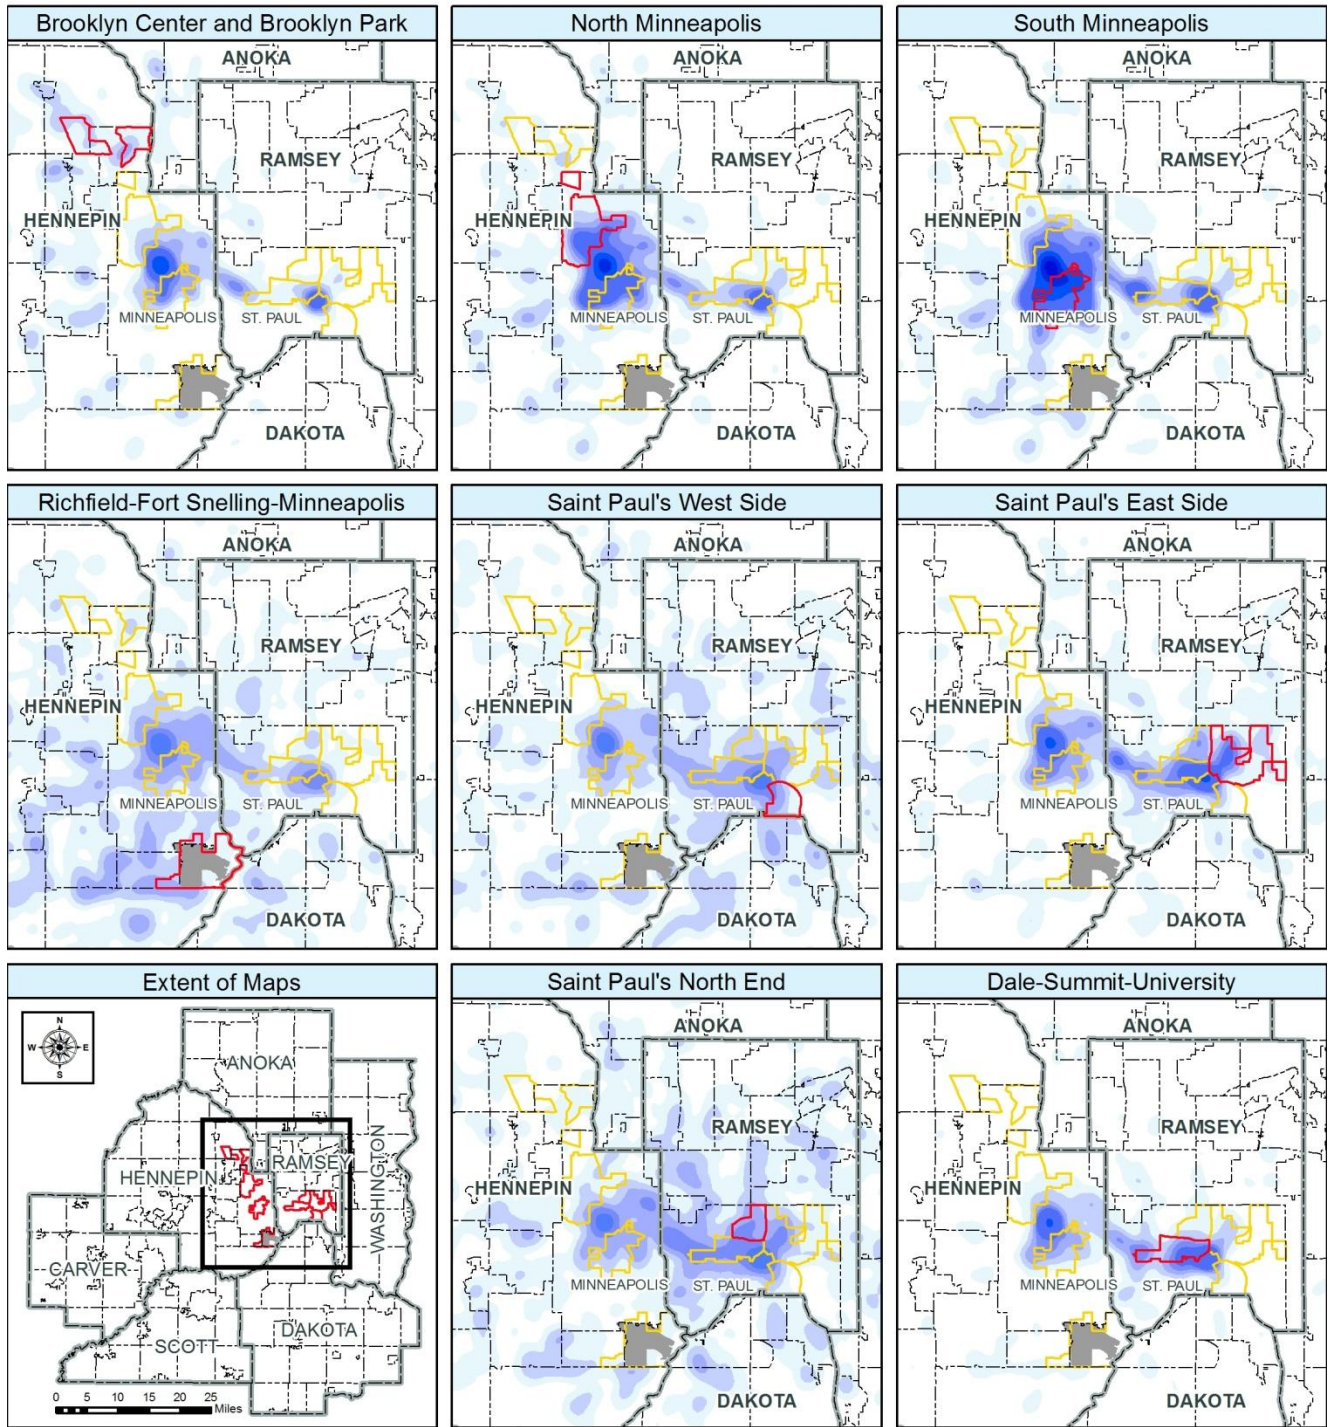 Brooklyn Center and Brooklyn Park
ANOKA
RAMSEY
HENNEPIN
MINNEAPOLIS
ST. PAUL
DAKOTA
North Minneapolis
ANOKA
RAMSEY
HENNEPIN
MINNEAPOLIS
ST. PAUL
DAKOTA
South Minneapolis
ANOKA
RAMSEY
HENNEPIN
MINNEAPOLIS
ST. PAUL
DAKOTA
Richfield-Fort Snelling-Minneapolis
ANOKA
RAMSEY
HENNEPIN
MINNEAPOLIS
ST. PAUL
DAKOTA
Saint Paul's West Side
ANOKA
RAMSEY
HENNEPIN
MINNEAPOLIS
ST. PAUL
DAKOTA
Saint Paul's East Side
ANOKA
RAMSEY
HENNEPIN
MINNEAPOLIS
ST. PAUL
DAKOTA
Extent of Maps
N
W E
S
ANOKA
HENNEPIN
RAMSEY
WASHINGTON
CARVER
SCOTT
DAKOTA
0 5 10 15 20 25
Miles
Saint Paul's North End
ANOKA
RAMSEY
HENNEPIN
MINNEAPOLIS
ST. PAUL
DAKOTA
Dale-Summit-University
ANOKA
RAMSEY
HENNEPIN
MINNEAPOLIS
ST. PAUL
DAKOTA